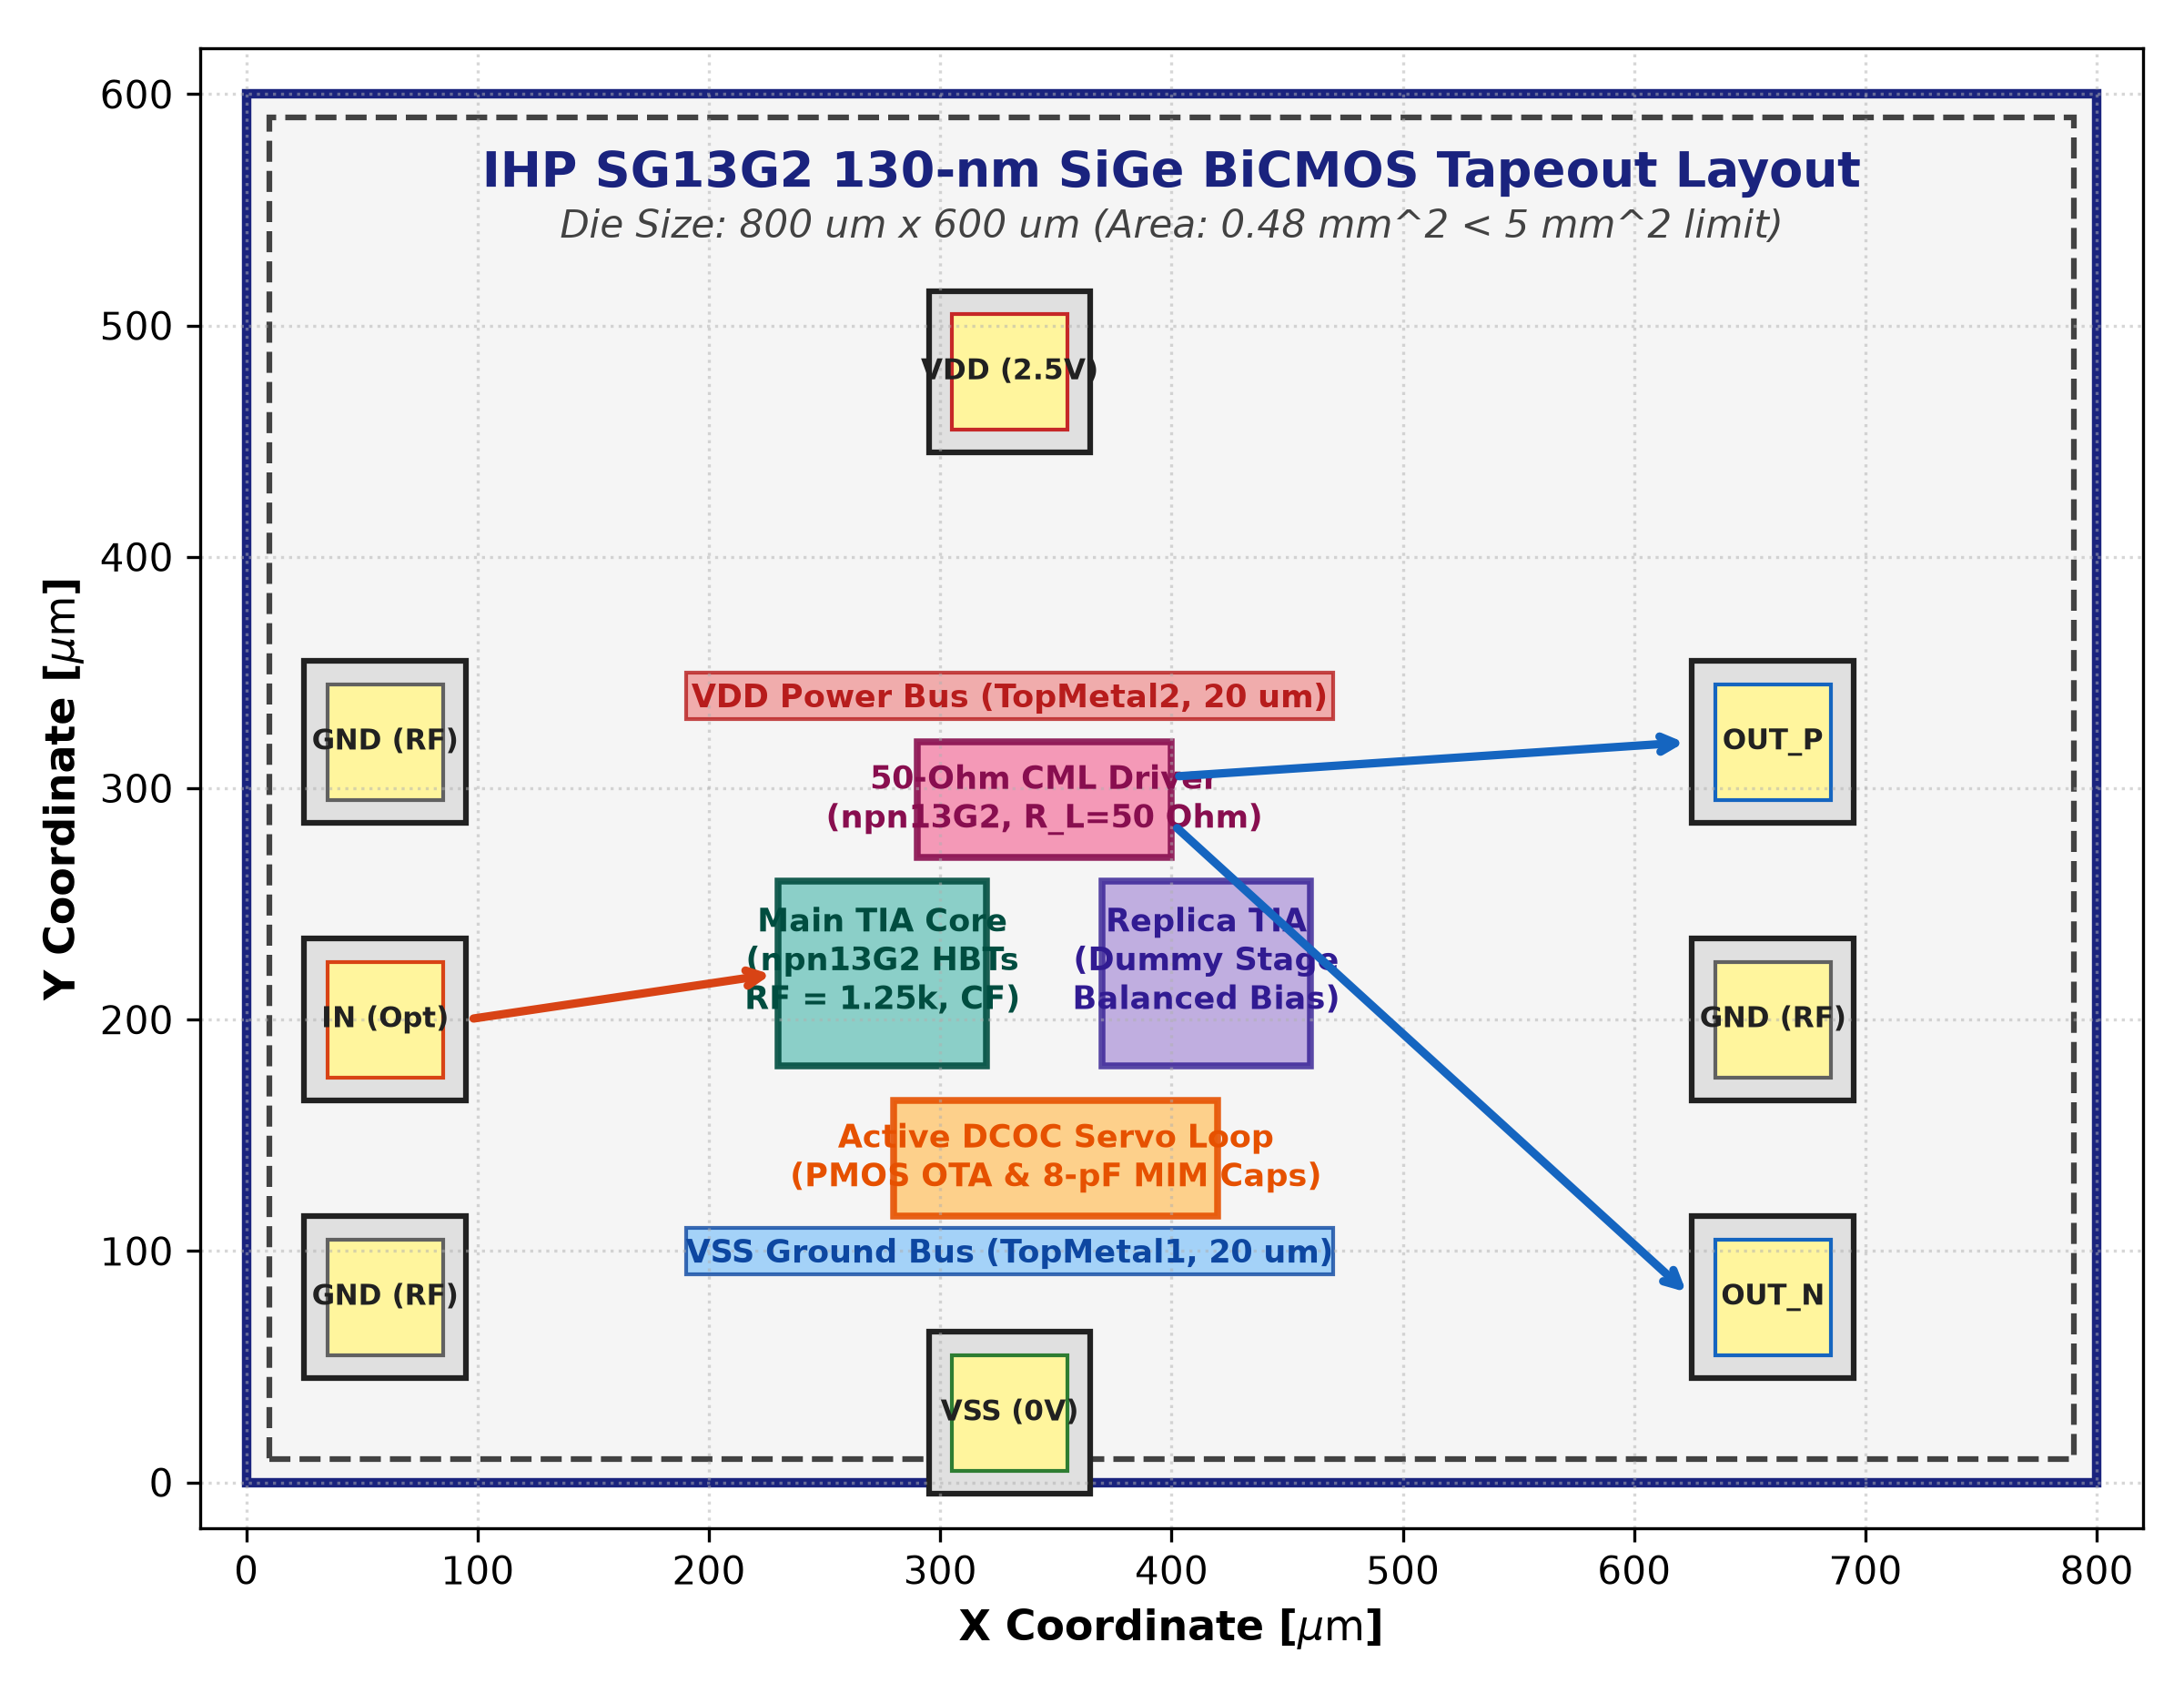 IHP SG13G2 130-nm SiGe BiCMOS Tapeout Layout
Die Size: 800 um x 600 um (Area: 0.48 mm^2 < 5 mm^2 limit)
VDD (2.5V)
VDD Power Bus (TopMetal2, 20 um)
GND (RF)
50-Ohm CML Driver
(npn13G2, R_L=50 Ohm)
OUT_P
Main TIA Core
(npn13G2 HBTs
RF = 1.25k, CF)
Replica TIA
(Dummy Stage
Balanced Bias)
IN (Opt)
GND (RF)
Active DCOC Servo Loop
(PMOS OTA & 8-pF MIM Caps)
VSS Ground Bus (TopMetal1, 20 um)
GND (RF)
OUT_N
VSS (0V)
600
500
400
300
200
100
0
Y Coordinate [μm]
0 100 200 300 400 500 600 700 800
X Coordinate [μm]